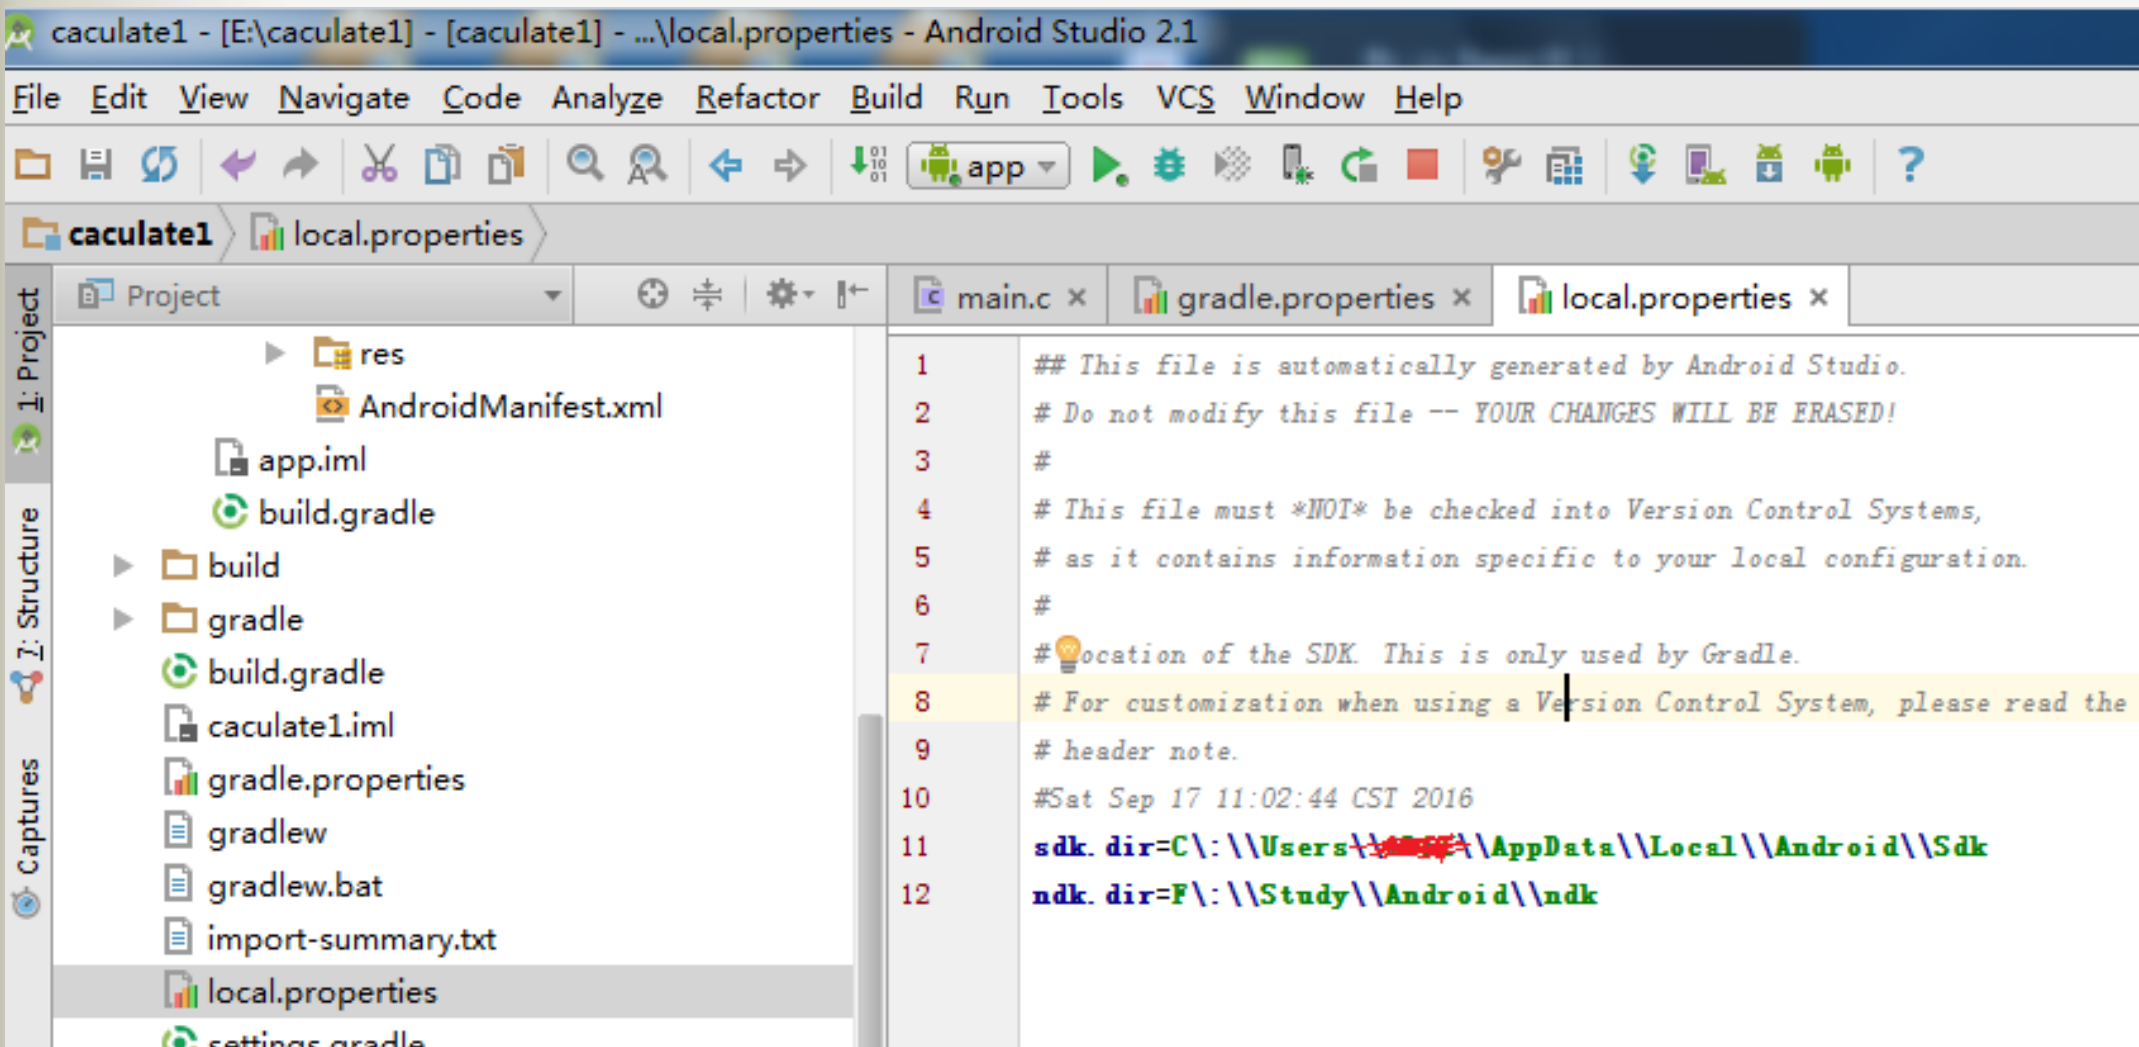 caculate1 - [E:\caculate1] - [caculate1] - ...\local.properties - Android Studio 2.1
File Edit View Navigate Code Analyze Refactor Build Run Tools VCS Window Help
app
caculate1 local.properties
1: Project
7: Structure
Captures
Project
res
AndroidManifest.xml
app.iml
build.gradle
build
gradle
build.gradle
caculate1.iml
gradle.properties
gradlew
gradlew.bat
import-summary.txt
local.properties
settings.gradle
main.c gradle.properties local.properties
1 ## This file is automatically generated by Android Studio.
2 # Do not modify this file -- YOUR CHANGES WILL BE ERASED!
3 #
4 # This file must *NOT* be checked into Version Control Systems,
5 # as it contains information specific to your local configuration.
6 #
7 # ocation of the SDK. This is only used by Gradle.
8 # For customization when using a Version Control System, please read the
9 # header note.
10 #Sat Sep 17 11:02:44 CST 2016
11 sdk.dir=C\:\\Users\\ \\AppData\\Local\\Android\\Sdk
12 ndk.dir=F\:\\Study\\Android\\ndk